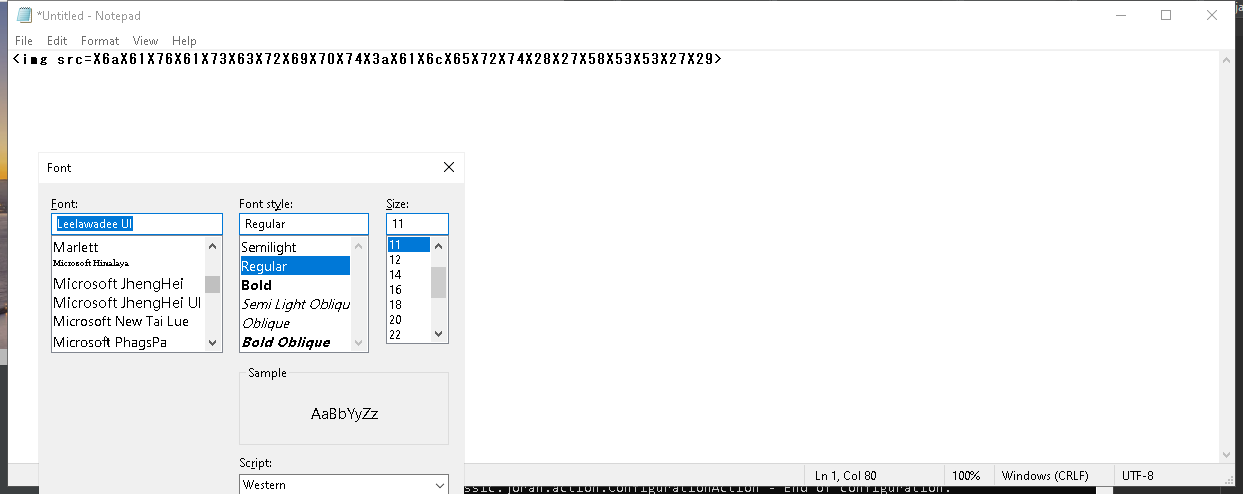 *Untitled - Notepad
File Edit Format View Help
<img src=X6aX61X76X61X73X63X72X69X70X74X3aX61X6cX65X72X74X28X27X58X53X53X27X29>
Font
Font: Font style: Size:
Leelawadee UI Regular 11
Marlett Semilight 11
Microsoft Himalaya Regular 12
Microsoft JhengHei Bold 14
Microsoft JhengHei UI Semi Light Obliqu 16
Microsoft New Tai Lue Oblique 18
Microsoft PhagsPa Bold Oblique 20
22
Sample
AaBbYyZz
Script:
Western
Ln 1, Col 80 100% Windows (CRLF) UTF-8
ssic.joran.action.ConfigurationAction - End of configuration.